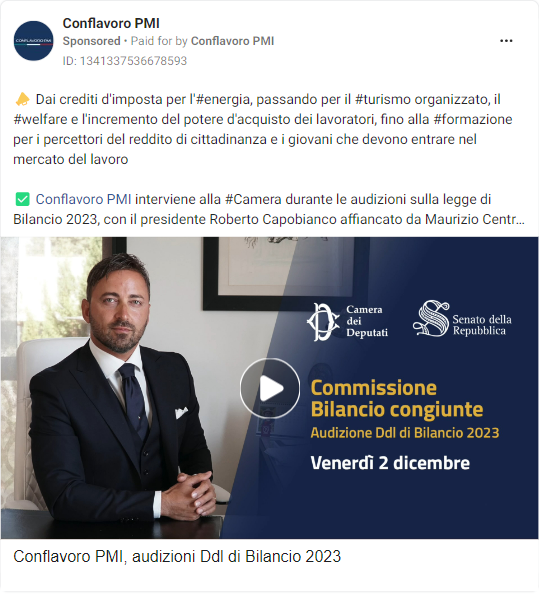 Conflavoro PMI
Sponsored • Paid for by Conflavoro PMI
ID: 1341337536678593
📣 Dai crediti d'imposta per l'#energia, passando per il #turismo organizzato, il
#welfare e l'incremento del potere d'acquisto dei lavoratori, fino alla #formazione
per i percettori del reddito di cittadinanza e i giovani che devono entrare nel
mercato del lavoro
✅ Conflavoro PMI interviene alla #Camera durante le audizioni sulla legge di
Bilancio 2023, con il presidente Roberto Capobianco affiancato da Maurizio Centr...
CONFLAVORO PMI
Camera
dei
Deputati
Senato della
Repubblica
Commissione
Bilancio congiunte
Audizione Ddl di Bilancio 2023
Venerdì 2 dicembre
Conflavoro PMI, audizioni Ddl di Bilancio 2023